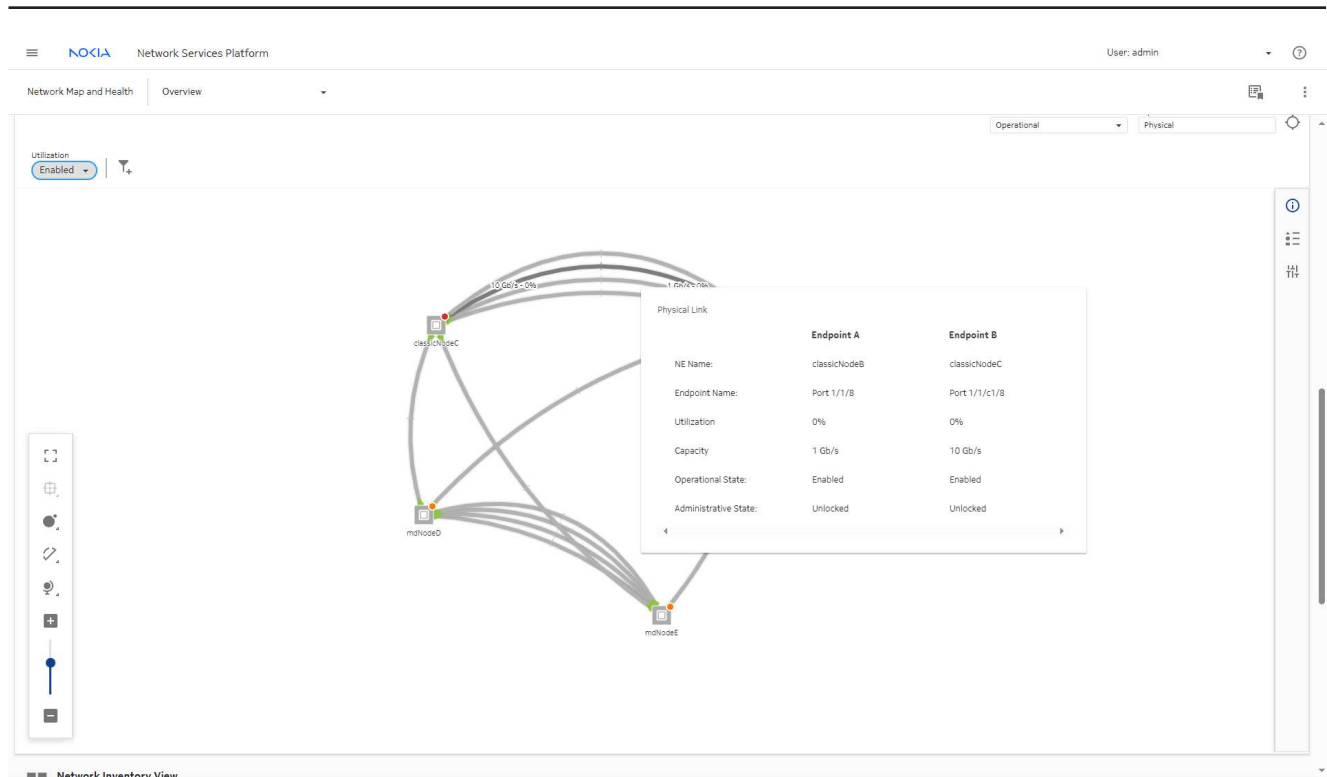 NOKIA Network Services Platform User: admin
Network Map and Health Overview
Operational Physical
Utilization
Enabled
10 Gb/s - 0% 1 Gb/s - 0%
classicNodeC
Physical Link
Endpoint A Endpoint B
NE Name: classicNodeB classicNodeC
Endpoint Name: Port 1/1/8 Port 1/1/c1/8
Utilization 0% 0%
Capacity 1 Gb/s 10 Gb/s
Operational State: Enabled Enabled
Administrative State: Unlocked Unlocked
mdNodeD
mdNodeE
Network Inventory View